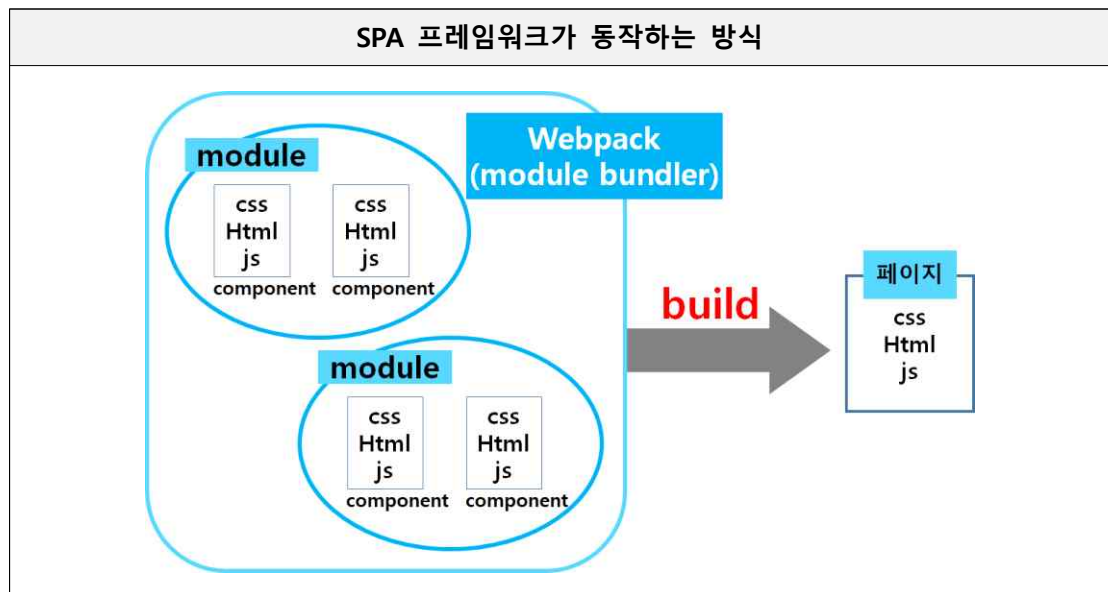 SPA 프레임워크가 동작하는 방식
Webpack
(module bundler)
module
css
Html
js
component
css
Html
js
component
module
css
Html
js
component
css
Html
js
component
build
페이지
css
Html
js